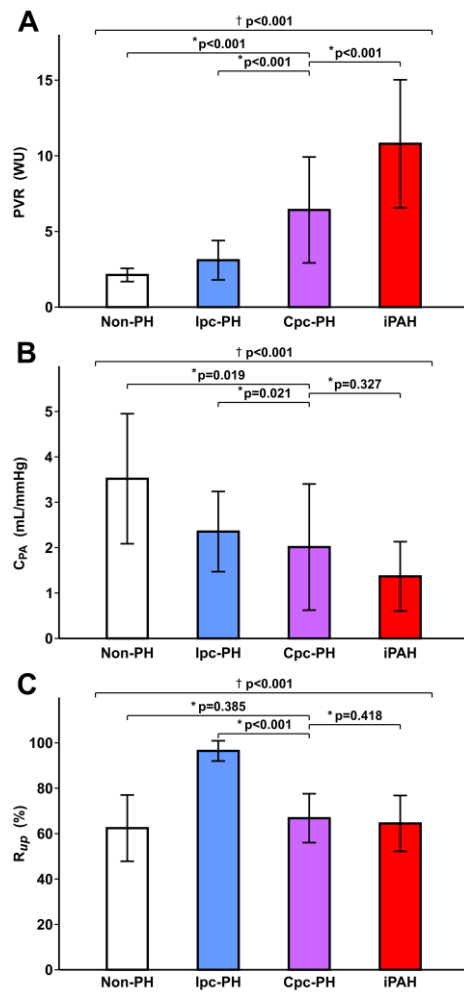 A
† p<0.001
* p<0.001
* p<0.001
* p<0.001
PVR (WU)
15
10
5
0
Non-PH Ipc-PH Cpc-PH iPAH
B
† p<0.001
* p=0.019
* p=0.327
* p=0.021
C_PA (mL/mmHg)
5
4
3
2
1
0
Non-PH Ipc-PH Cpc-PH iPAH
C
† p<0.001
* p=0.385
* p=0.418
* p<0.001
R_up (%)
100
80
60
40
20
0
Non-PH Ipc-PH Cpc-PH iPAH